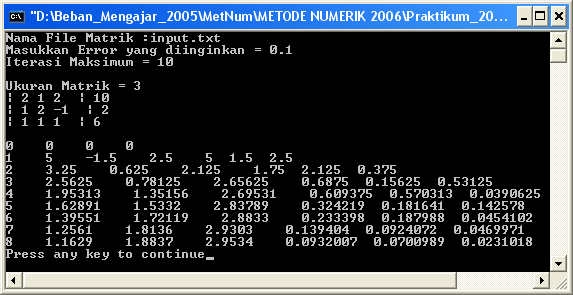 "D:\Beban_Mengajar_2005\MetNum\METODE NUMERIK 2006\Praktikum_20...
Nama File Matrik :input.txt
Masukkan Error yang diinginkan = 0.1
Iterasi Maksimum = 10
Ukuran Matrik = 3
¦ 2 1 2 ¦ 10
¦ 1 2 -1 ¦ 2
¦ 1 1 1 ¦ 6
0 0 0 0
1 5 -1.5 2.5 5 1.5 2.5
2 3.25 0.625 2.125 1.75 2.125 0.375
3 2.5625 0.78125 2.65625 0.6875 0.15625 0.53125
4 1.95313 1.35156 2.69531 0.609375 0.570313 0.0390625
5 1.62891 1.5332 2.83789 0.324219 0.181641 0.142578
6 1.39551 1.72119 2.8833 0.233398 0.187988 0.0454102
7 1.2561 1.8136 2.9303 0.139404 0.0924072 0.0469971
8 1.1629 1.8837 2.9534 0.0932007 0.0700989 0.0231018
Press any key to continue_